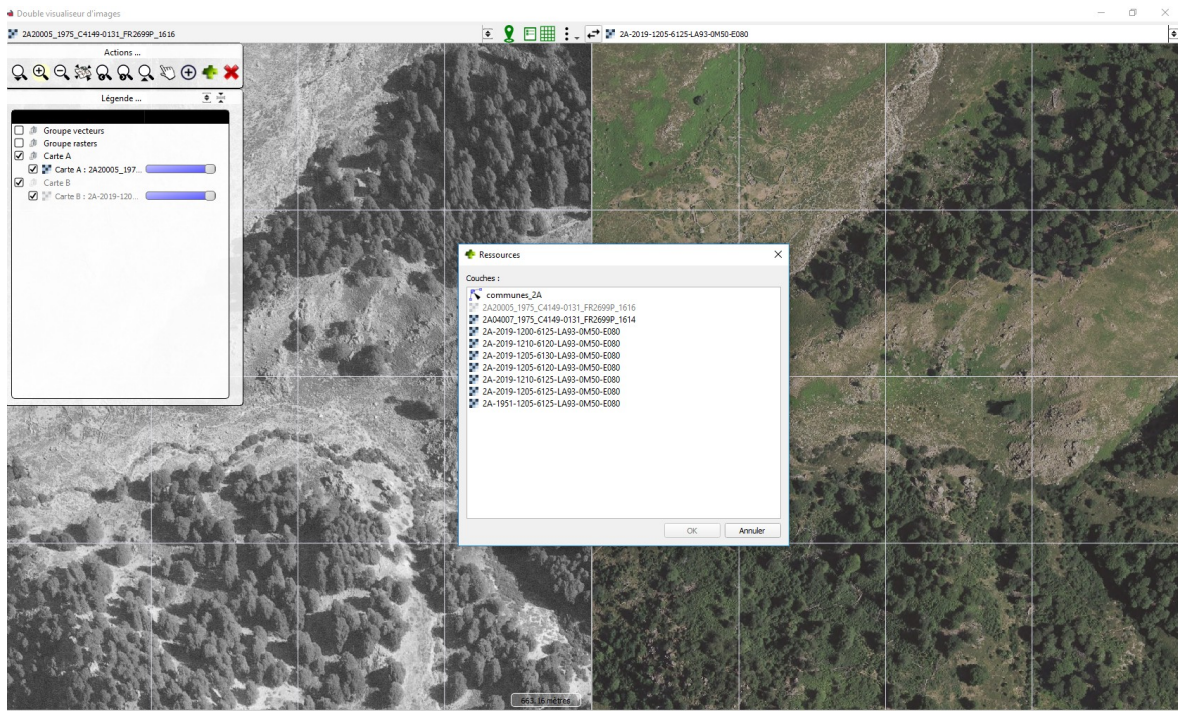 Double visualiseur d'images
2A20005_1975_C4149-0131_FR2699P_1616
2A-2019-1205-6125-LA93-0M50-E080
Actions ...
Légende ...
Groupe vecteurs
Groupe rasters
Carte A
Carte A : 2A20005_197...
Carte B
Carte B : 2A-2019-120...
Ressources
Couches :
communes_2A
2A20005_1975_C4149-0131_FR2699P_1616
2A04007_1975_C4149-0131_FR2699P_1614
2A-2019-1200-6125-LA93-0M50-E080
2A-2019-1210-6120-LA93-0M50-E080
2A-2019-1205-6130-LA93-0M50-E080
2A-2019-1205-6120-LA93-0M50-E080
2A-2019-1210-6125-LA93-0M50-E080
2A-2019-1205-6125-LA93-0M50-E080
2A-1951-1205-6125-LA93-0M50-E080
OK Annuler
663,16 mètres